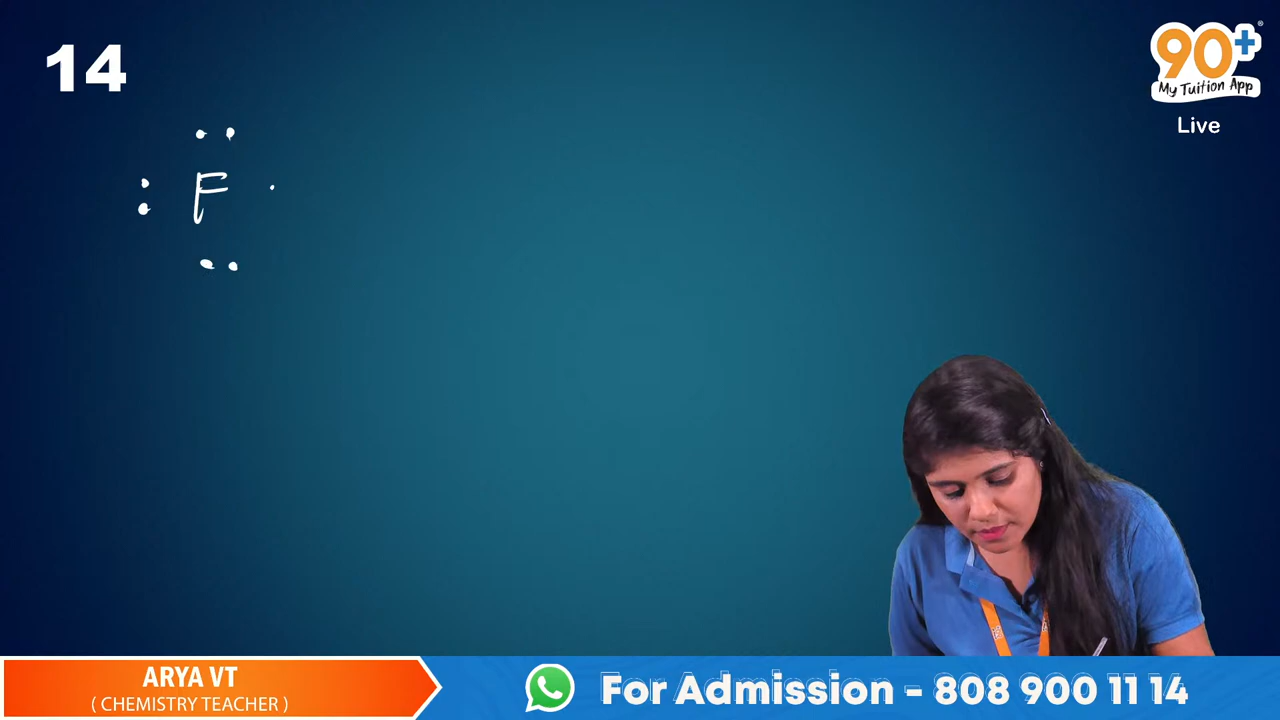 14
90+
My Tuition App
Live
F
ARYA VT
( CHEMISTRY TEACHER )
For Admission - 808 900 11 14